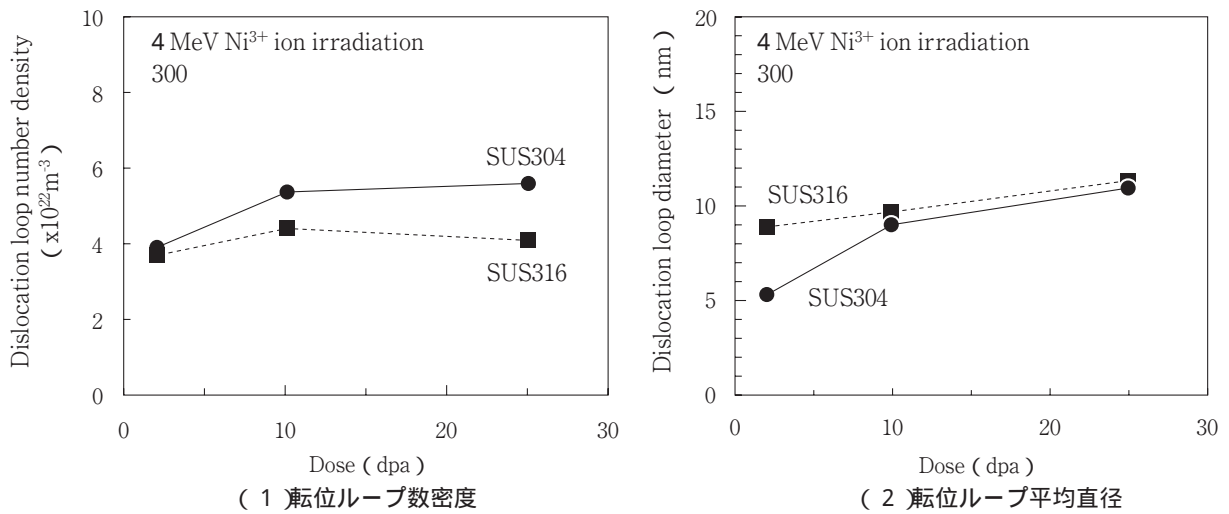 Dislocation loop number density
( x10²²m⁻³ )
10
8
6
4
2
0
4 MeV Ni³⁺ ion irradiation
300
SUS304
SUS316
0
10
20
30
Dose ( dpa )
( 1 )転位ループ数密度
Dislocation loop diameter ( nm )
20
15
10
5
0
4 MeV Ni³⁺ ion irradiation
300
SUS316
SUS304
0
10
20
30
Dose ( dpa )
( 2 )転位ループ平均直径